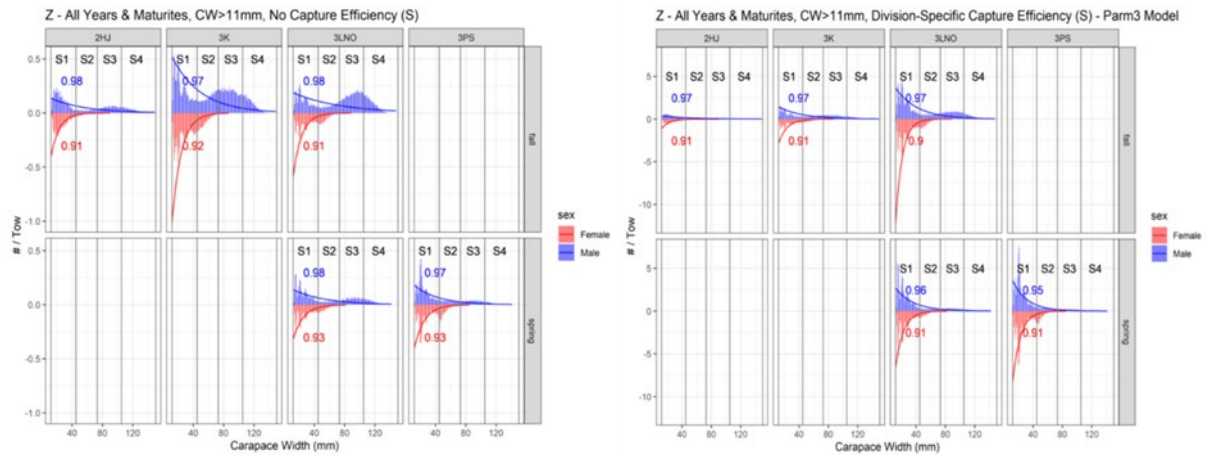 Z - All Years & Maturites, CW>11mm, No Capture Efficiency (S)
2HJ 3K 3LNO 3PS
S1 S2 S3 S4 S1 S2 S3 S4 S1 S2 S3 S4
0.98 0.97 0.98
0.91 0.92 0.91
0.5
0.0
-0.5
-1.0
fall
# / Tow
S1 S2 S3 S4 S1 S2 S3 S4
0.98 0.97
0.93 0.93
0.5
0.0
-0.5
-1.0
spring
40 80 120 40 80 120 40 80 120 40 80 120
Carapace Width (mm)
sex
Female
Male
Z - All Years & Maturites, CW>11mm, Division-Specific Capture Efficiency (S) - Parm3 Model
2HJ 3K 3LNO 3PS
S1 S2 S3 S4 S1 S2 S3 S4 S1 S2 S3 S4
0.97 0.97 0.97
0.91 0.91 0.9
5
0
-5
-10
fall
# / Tow
S1 S2 S3 S4 S1 S2 S3 S4
0.96 0.95
0.91 0.91
5
0
-5
-10
spring
40 80 120 40 80 120 40 80 120 40 80 120
Carapace Width (mm)
sex
Female
Male